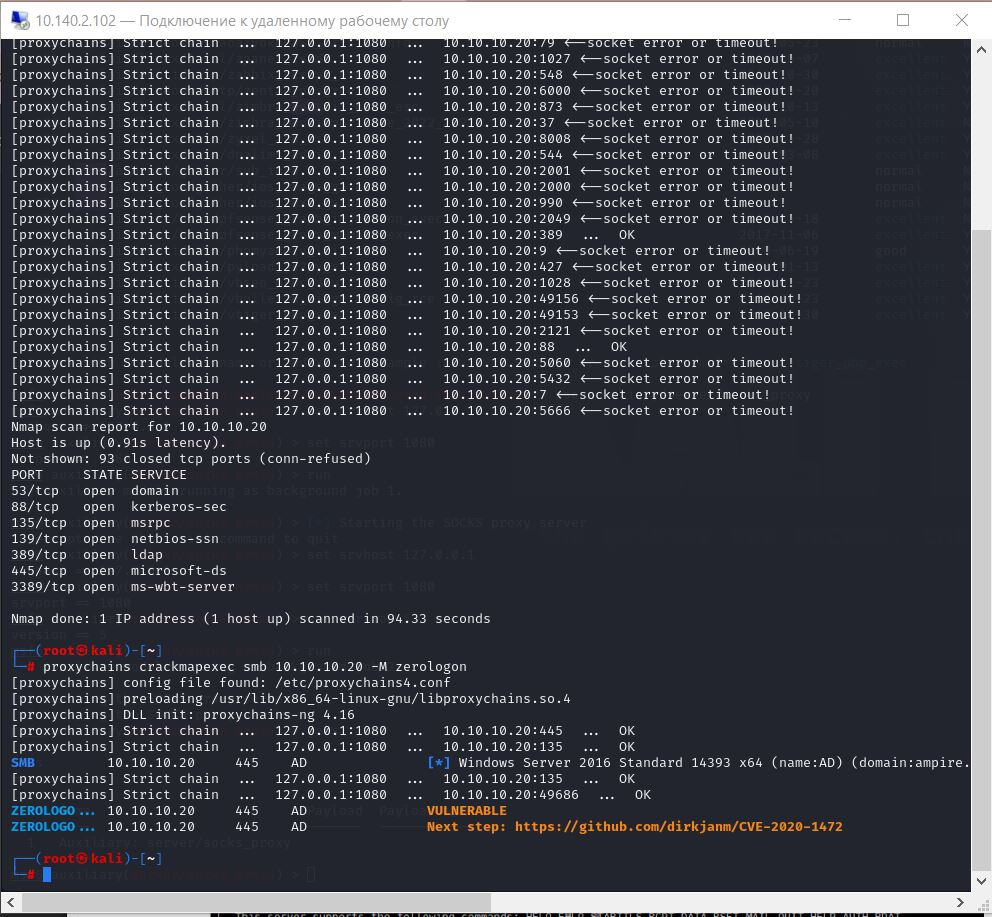 10.140.2.102 — Подключение к удаленному рабочему столу
[proxychains] Strict chain ... 127.0.0.1:1080 ... 10.10.10.20:79 <--socket error or timeout!
[proxychains] Strict chain ... 127.0.0.1:1080 ... 10.10.10.20:1027 <--socket error or timeout!
[proxychains] Strict chain ... 127.0.0.1:1080 ... 10.10.10.20:548 <--socket error or timeout!
[proxychains] Strict chain ... 127.0.0.1:1080 ... 10.10.10.20:6000 <--socket error or timeout!
[proxychains] Strict chain ... 127.0.0.1:1080 ... 10.10.10.20:873 <--socket error or timeout!
[proxychains] Strict chain ... 127.0.0.1:1080 ... 10.10.10.20:37 <--socket error or timeout!
[proxychains] Strict chain ... 127.0.0.1:1080 ... 10.10.10.20:8008 <--socket error or timeout!
[proxychains] Strict chain ... 127.0.0.1:1080 ... 10.10.10.20:544 <--socket error or timeout!
[proxychains] Strict chain ... 127.0.0.1:1080 ... 10.10.10.20:2001 <--socket error or timeout!
[proxychains] Strict chain ... 127.0.0.1:1080 ... 10.10.10.20:2000 <--socket error or timeout!
[proxychains] Strict chain ... 127.0.0.1:1080 ... 10.10.10.20:990 <--socket error or timeout!
[proxychains] Strict chain ... 127.0.0.1:1080 ... 10.10.10.20:2049 <--socket error or timeout!
[proxychains] Strict chain ... 127.0.0.1:1080 ... 10.10.10.20:389 ... OK
[proxychains] Strict chain ... 127.0.0.1:1080 ... 10.10.10.20:9 <--socket error or timeout!
[proxychains] Strict chain ... 127.0.0.1:1080 ... 10.10.10.20:427 <--socket error or timeout!
[proxychains] Strict chain ... 127.0.0.1:1080 ... 10.10.10.20:1028 <--socket error or timeout!
[proxychains] Strict chain ... 127.0.0.1:1080 ... 10.10.10.20:49156 <--socket error or timeout!
[proxychains] Strict chain ... 127.0.0.1:1080 ... 10.10.10.20:49153 <--socket error or timeout!
[proxychains] Strict chain ... 127.0.0.1:1080 ... 10.10.10.20:2121 <--socket error or timeout!
[proxychains] Strict chain ... 127.0.0.1:1080 ... 10.10.10.20:88 ... OK
[proxychains] Strict chain ... 127.0.0.1:1080 ... 10.10.10.20:5060 <--socket error or timeout!
[proxychains] Strict chain ... 127.0.0.1:1080 ... 10.10.10.20:5432 <--socket error or timeout!
[proxychains] Strict chain ... 127.0.0.1:1080 ... 10.10.10.20:7 <--socket error or timeout!
[proxychains] Strict chain ... 127.0.0.1:1080 ... 10.10.10.20:5666 <--socket error or timeout!
Nmap scan report for 10.10.10.20
Host is up (0.91s latency).
Not shown: 93 closed tcp ports (conn-refused)
PORT STATE SERVICE
53/tcp open domain
88/tcp open kerberos-sec
135/tcp open msrpc
139/tcp open netbios-ssn
389/tcp open ldap
445/tcp open microsoft-ds
3389/tcp open ms-wbt-server
Nmap done: 1 IP address (1 host up) scanned in 94.33 seconds
┌──(root㉿kali)-[~]
└─# proxychains crackmapexec smb 10.10.10.20 -M zerologon
[proxychains] config file found: /etc/proxychains4.conf
[proxychains] preloading /usr/lib/x86_64-linux-gnu/libproxychains.so.4
[proxychains] DLL init: proxychains-ng 4.16
[proxychains] Strict chain ... 127.0.0.1:1080 ... 10.10.10.20:445 ... OK
[proxychains] Strict chain ... 127.0.0.1:1080 ... 10.10.10.20:135 ... OK
SMB 10.10.10.20 445 AD [*] Windows Server 2016 Standard 14393 x64 (name:AD) (domain:ampire.
[proxychains] Strict chain ... 127.0.0.1:1080 ... 10.10.10.20:135 ... OK
[proxychains] Strict chain ... 127.0.0.1:1080 ... 10.10.10.20:49686 ... OK
ZEROLOGO... 10.10.10.20 445 AD VULNERABLE
ZEROLOGO... 10.10.10.20 445 AD Next step: https://github.com/dirkjanm/CVE-2020-1472
┌──(root㉿kali)-[~]
└─#